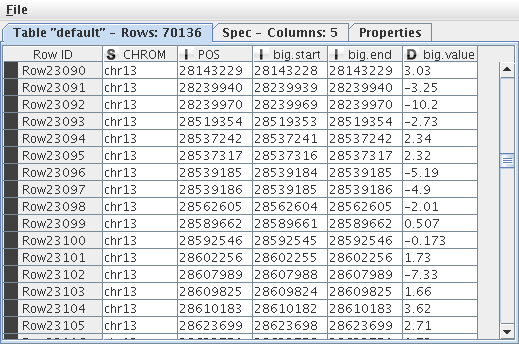 File
Table "default" - Rows: 70136 Spec - Columns: 5 Properties
Row ID S CHROM I POS I big.start I big.end D big.value
Row23090 chr13 28143229 28143228 28143229 3.03
Row23091 chr13 28239940 28239939 28239940 -3.25
Row23092 chr13 28239970 28239969 28239970 -10.2
Row23093 chr13 28519354 28519353 28519354 -2.73
Row23094 chr13 28537242 28537241 28537242 2.34
Row23095 chr13 28537317 28537316 28537317 2.32
Row23096 chr13 28539185 28539184 28539185 -5.19
Row23097 chr13 28539186 28539185 28539186 -4.9
Row23098 chr13 28562605 28562604 28562605 -2.01
Row23099 chr13 28589662 28589661 28589662 0.507
Row23100 chr13 28592546 28592545 28592546 -0.173
Row23101 chr13 28602256 28602255 28602256 1.73
Row23102 chr13 28607989 28607988 28607989 -7.33
Row23103 chr13 28609825 28609824 28609825 1.66
Row23104 chr13 28610183 28610182 28610183 3.62
Row23105 chr13 28623699 28623698 28623699 2.71